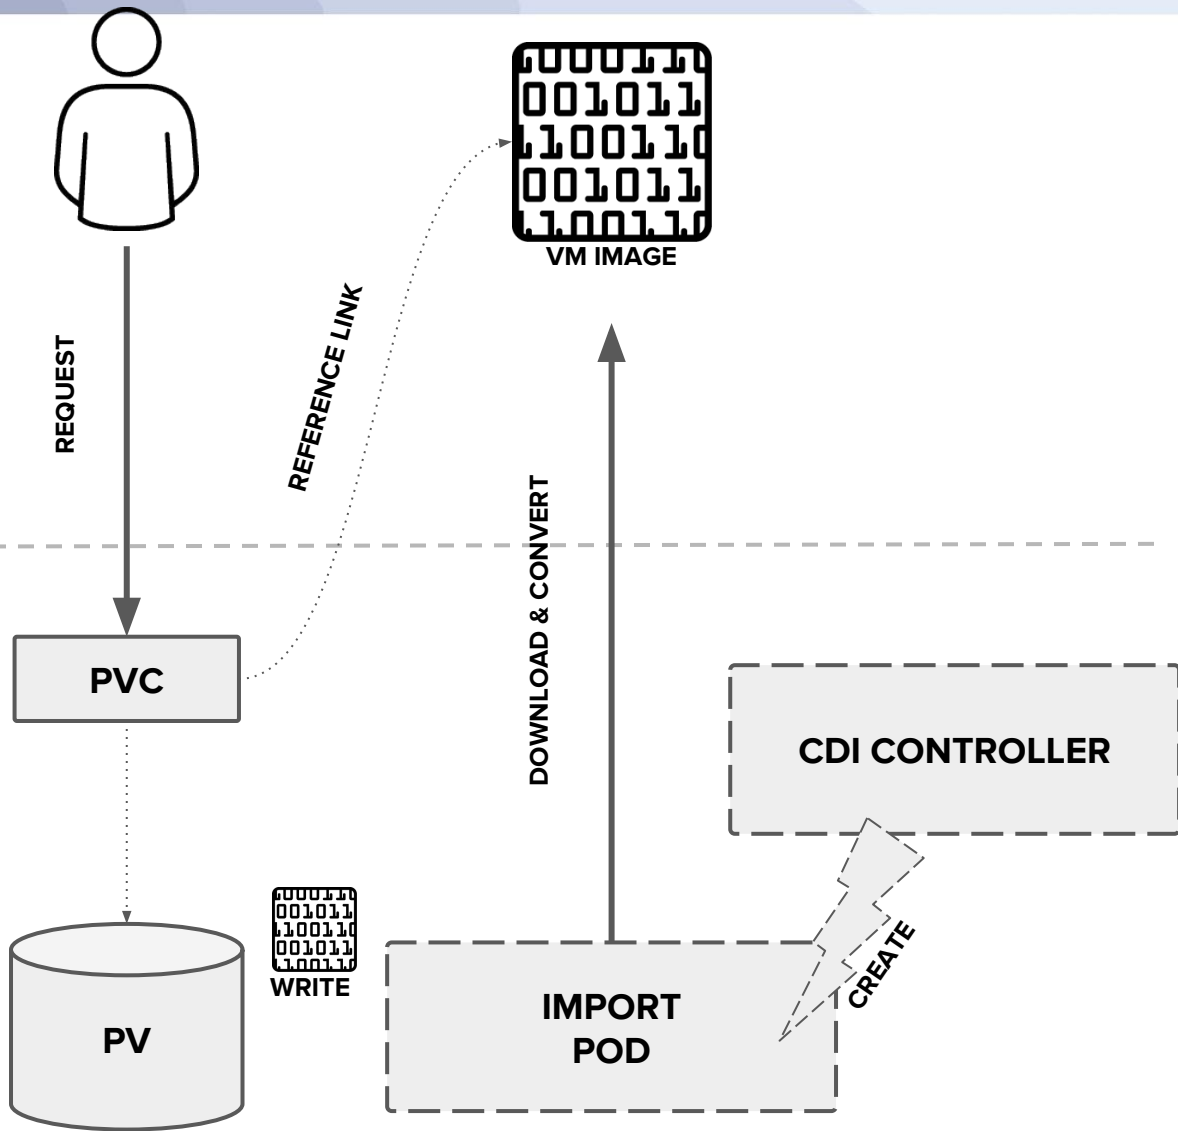 VM IMAGE
REQUEST
REFERENCE LINK
DOWNLOAD & CONVERT
PVC
CDI CONTROLLER
CREATE
WRITE
IMPORT
POD
PV